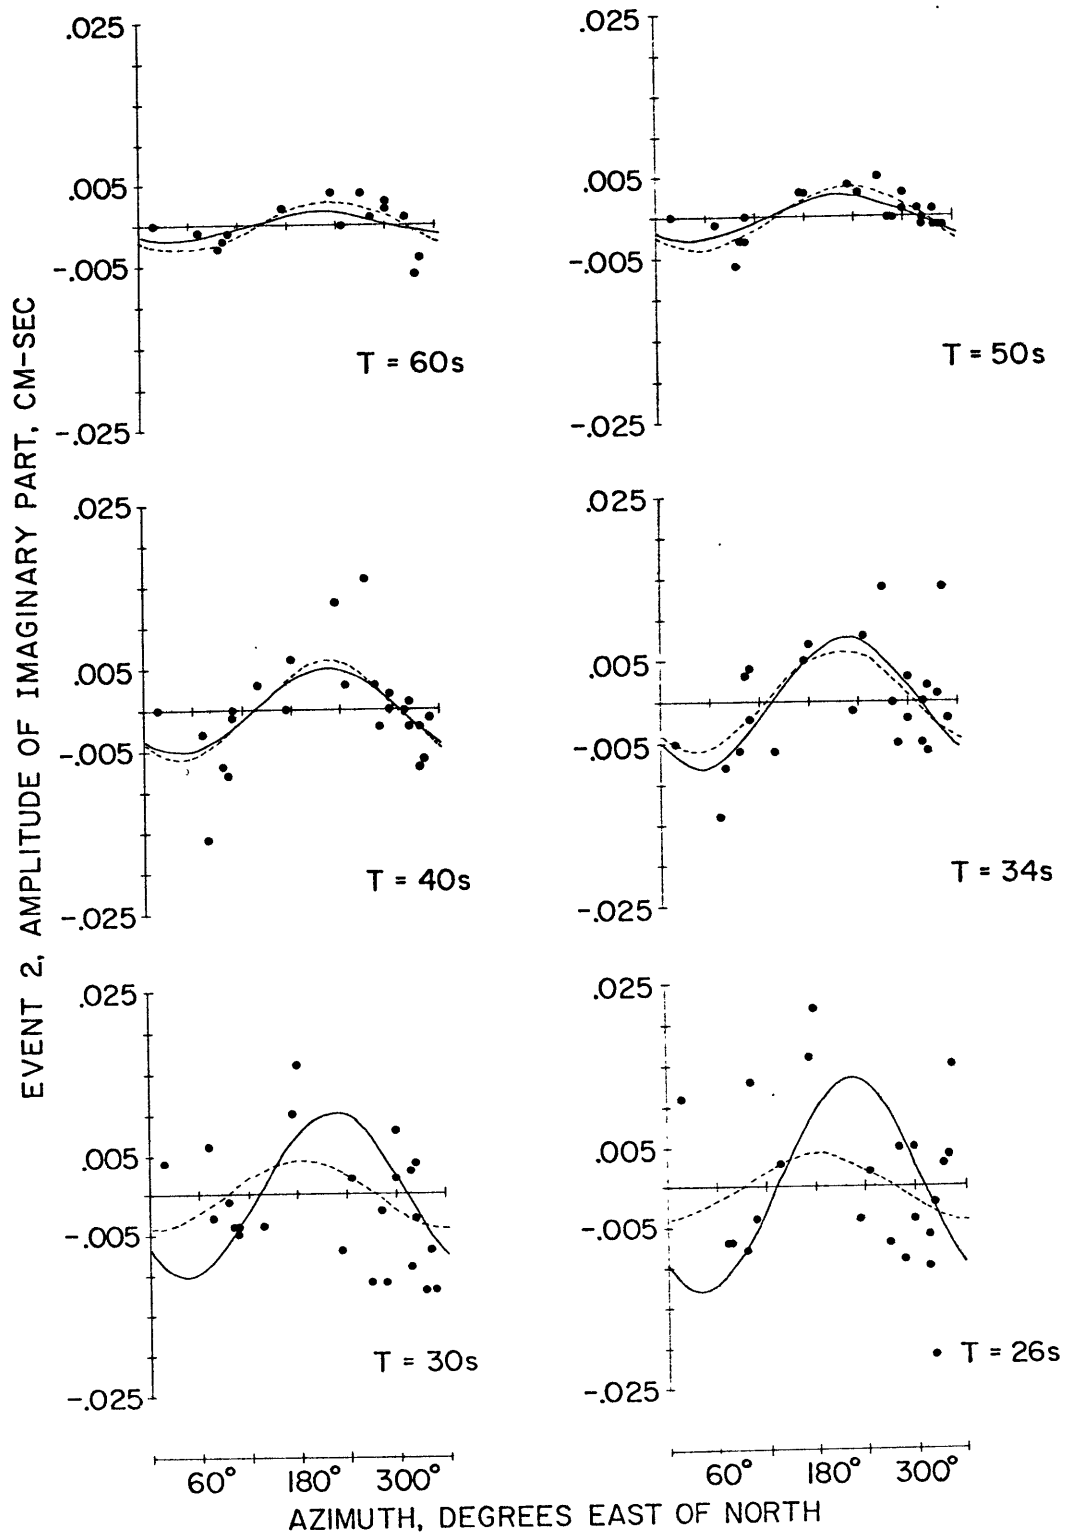 EVENT 2, AMPLITUDE OF IMAGINARY PART, CM-SEC
.025
.005
-.005
-.025
T = 60s
.025
.005
-.005
-.025
T = 50s
.025
.005
-.005
-.025
T = 40s
.025
.005
-.005
-.025
T = 34s
.025
.005
-.005
-.025
T = 30s
.025
.005
-.005
-.025
T = 26s
60° 180° 300°
60° 180° 300°
AZIMUTH, DEGREES EAST OF NORTH